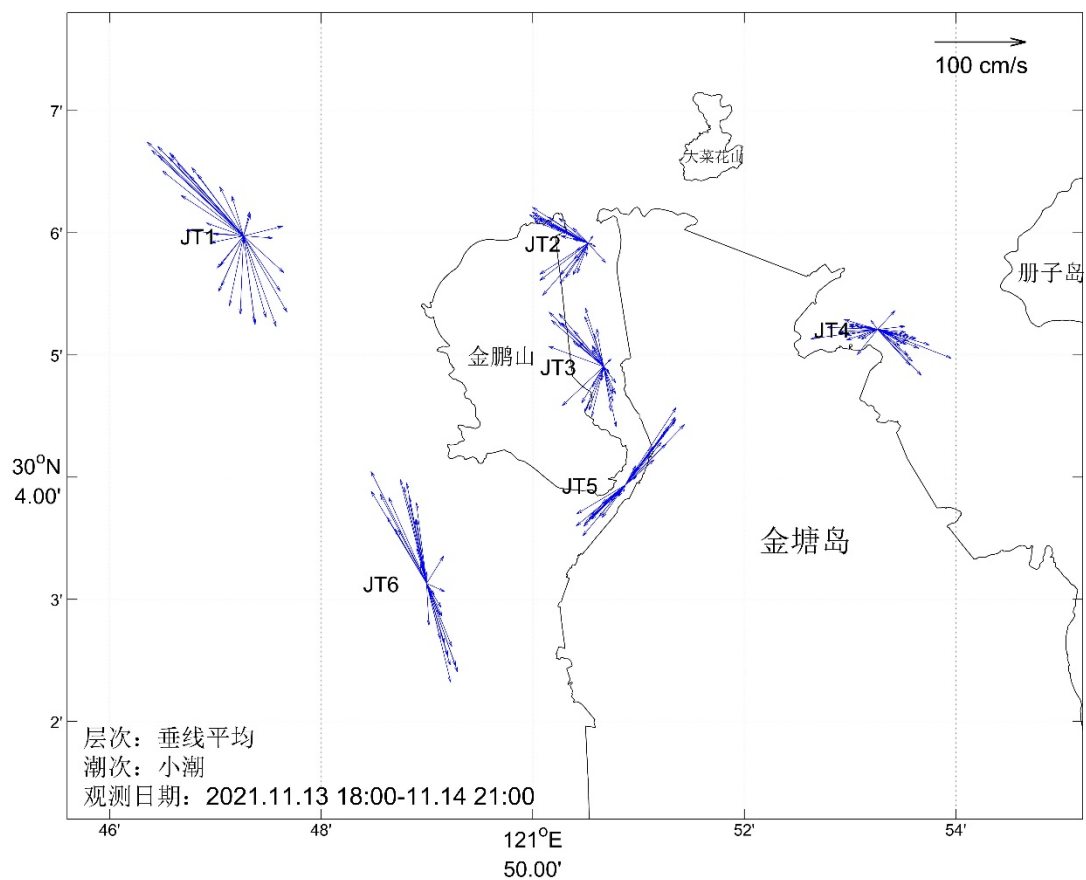 100 cm/s
7'
大菜花山
6'
JT1
JT2
册子岛
JT4
5'
金鹏山
JT3
30°N
4.00'
JT5
金塘岛
3'
JT6
2'
层次：垂线平均
潮次：小潮
观测日期：2021.11.13 18:00-11.14 21:00
46'
48'
121°E
50.00'
52'
54'